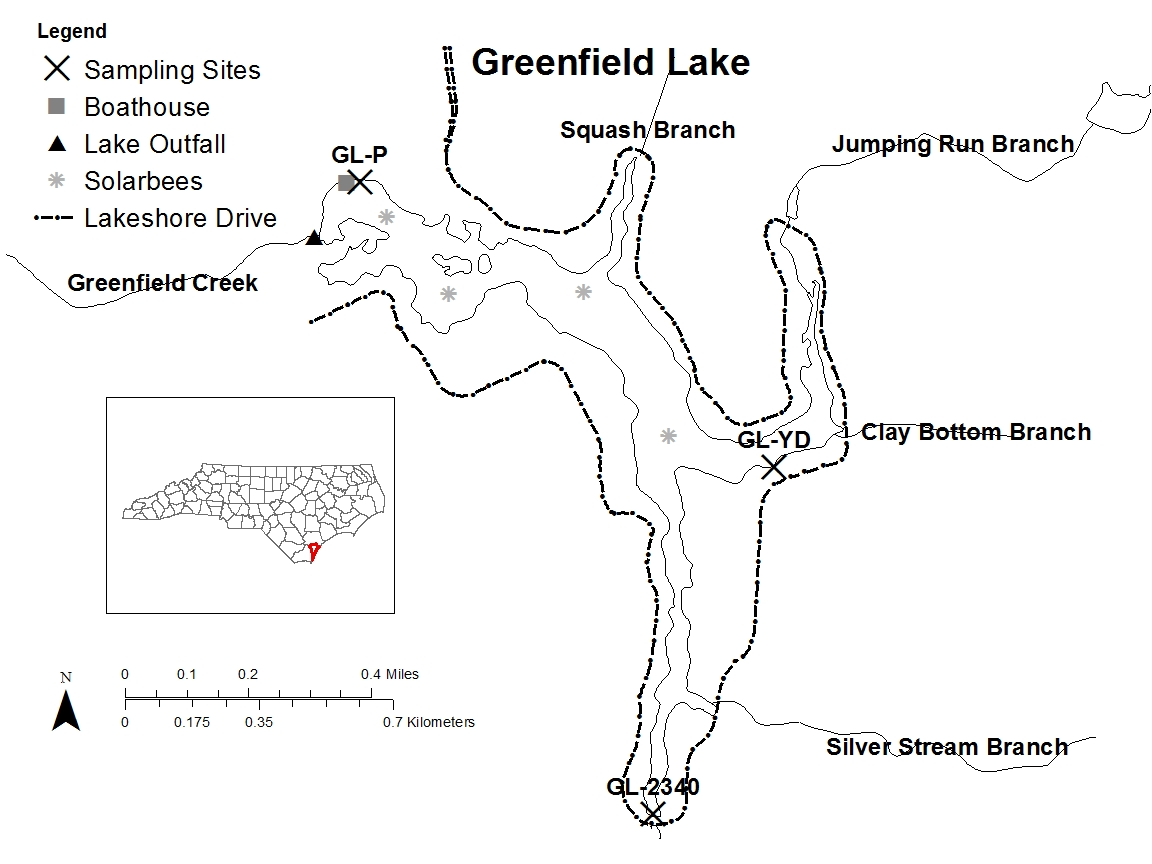 Legend
Sampling Sites
Boathouse
Lake Outfall
Solarbees
Lakeshore Drive
Greenfield Lake
Squash Branch
Jumping Run Branch
GL-P
Greenfield Creek
GL-YD
Clay Bottom Branch
N
0 0.1 0.2 0.4 Miles
0 0.175 0.35 0.7 Kilometers
Silver Stream Branch
GL-2340